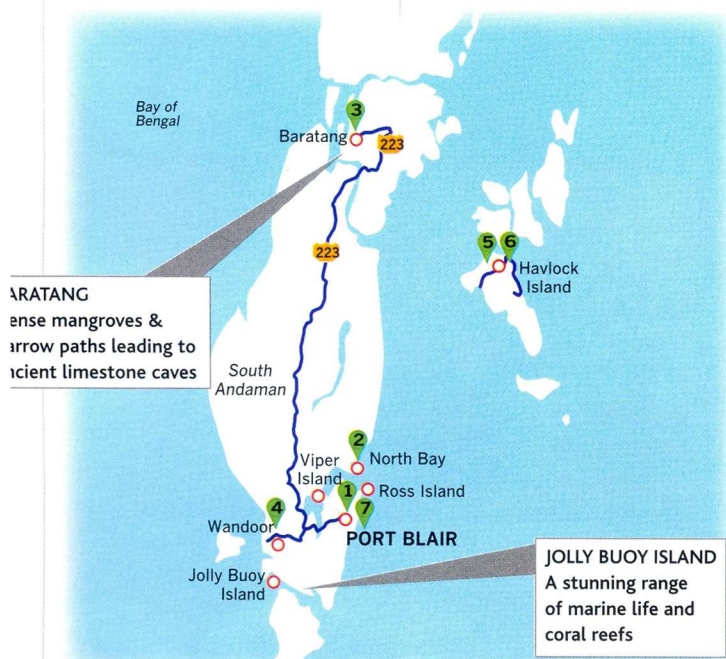 Bay of
Bengal
3
Baratang
223
223
5
6
Havlock
Island
ARATANG
ense mangroves &
arrow paths leading to
ncient limestone caves
South
Andaman
2
North Bay
Viper
Island
1
Ross Island
4
7
Wandoor
PORT BLAIR
Jolly Buoy
Island
JOLLY BUOY ISLAND
A stunning range
of marine life and
coral reefs